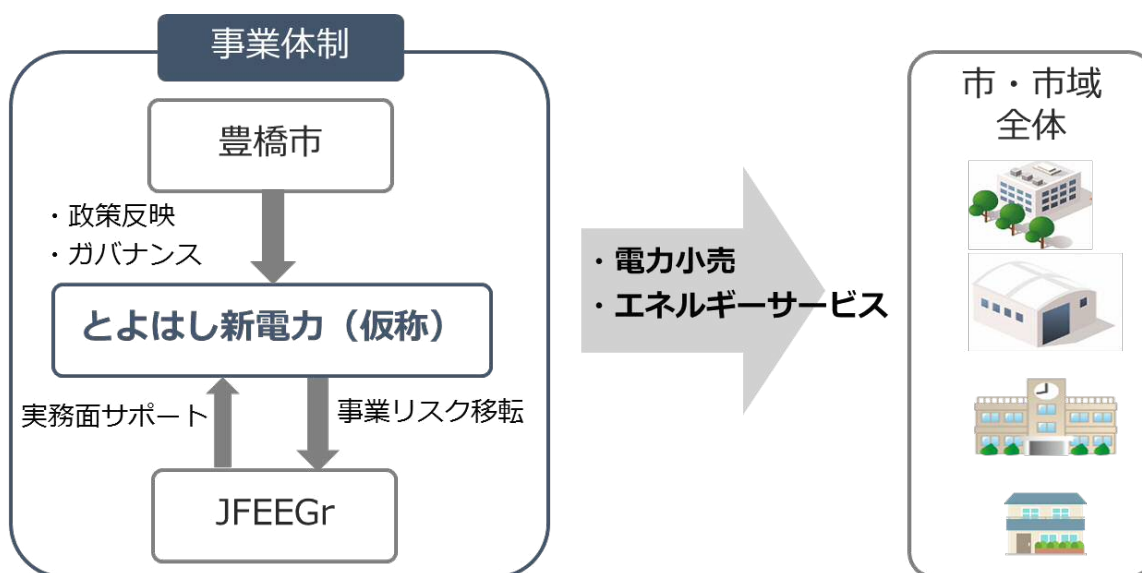 事業体制
豊橋市
・政策反映
・ガバナンス
とよはし新電力（仮称）
実務面サポート
事業リスク移転
JFEEGr
・電力小売
・エネルギーサービス
市・市域
全体